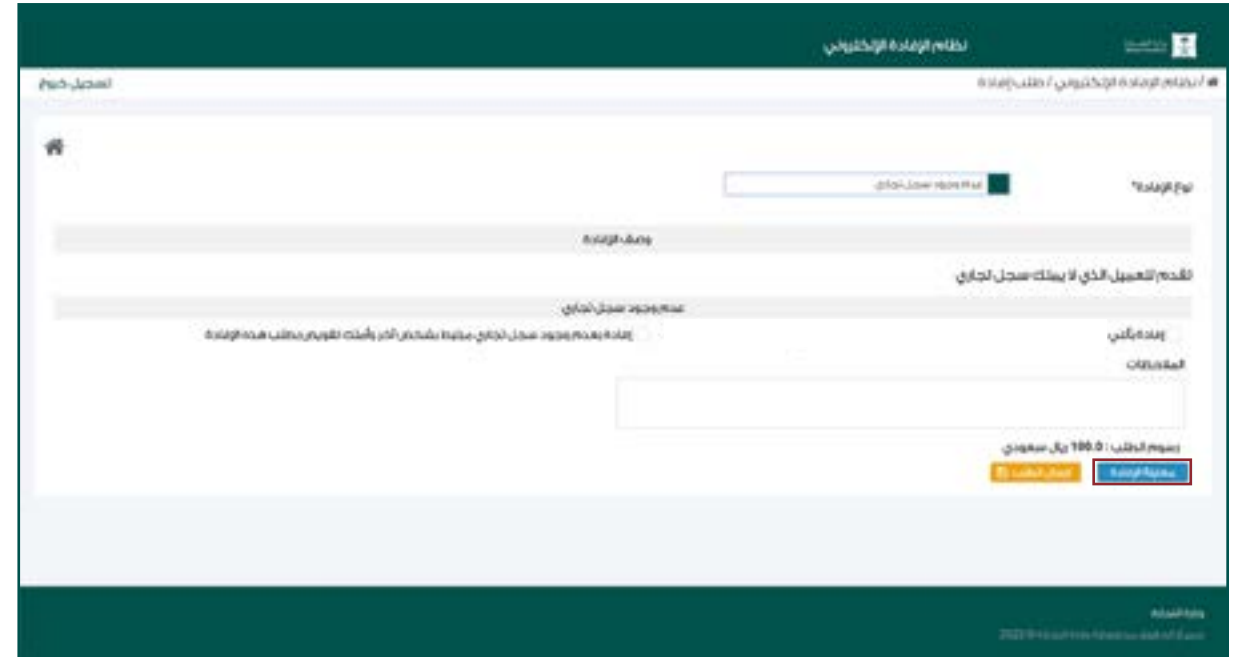 نظام الإفادة الإلكتروني
/ نظام الإفادة الإلكتروني / طلب إفادة
تسجيل خروج
نوع الإفادة*
عدم وجود سجل تجاري
وصف الإفادة
تقدم للعميل الذي لا يملك سجل تجاري
عدم وجود سجل تجاري
إفادة بأنني
إفادة بعدم وجود سجل تجاري مرتبط بشخص آخر وأملك تفويض بطلب هذه الإفادة
الملاحظات
رسوم الطلب : 100.0 ريال سعودي
معاينة الإفادة
ارسال الطلب
وزارة التجارة